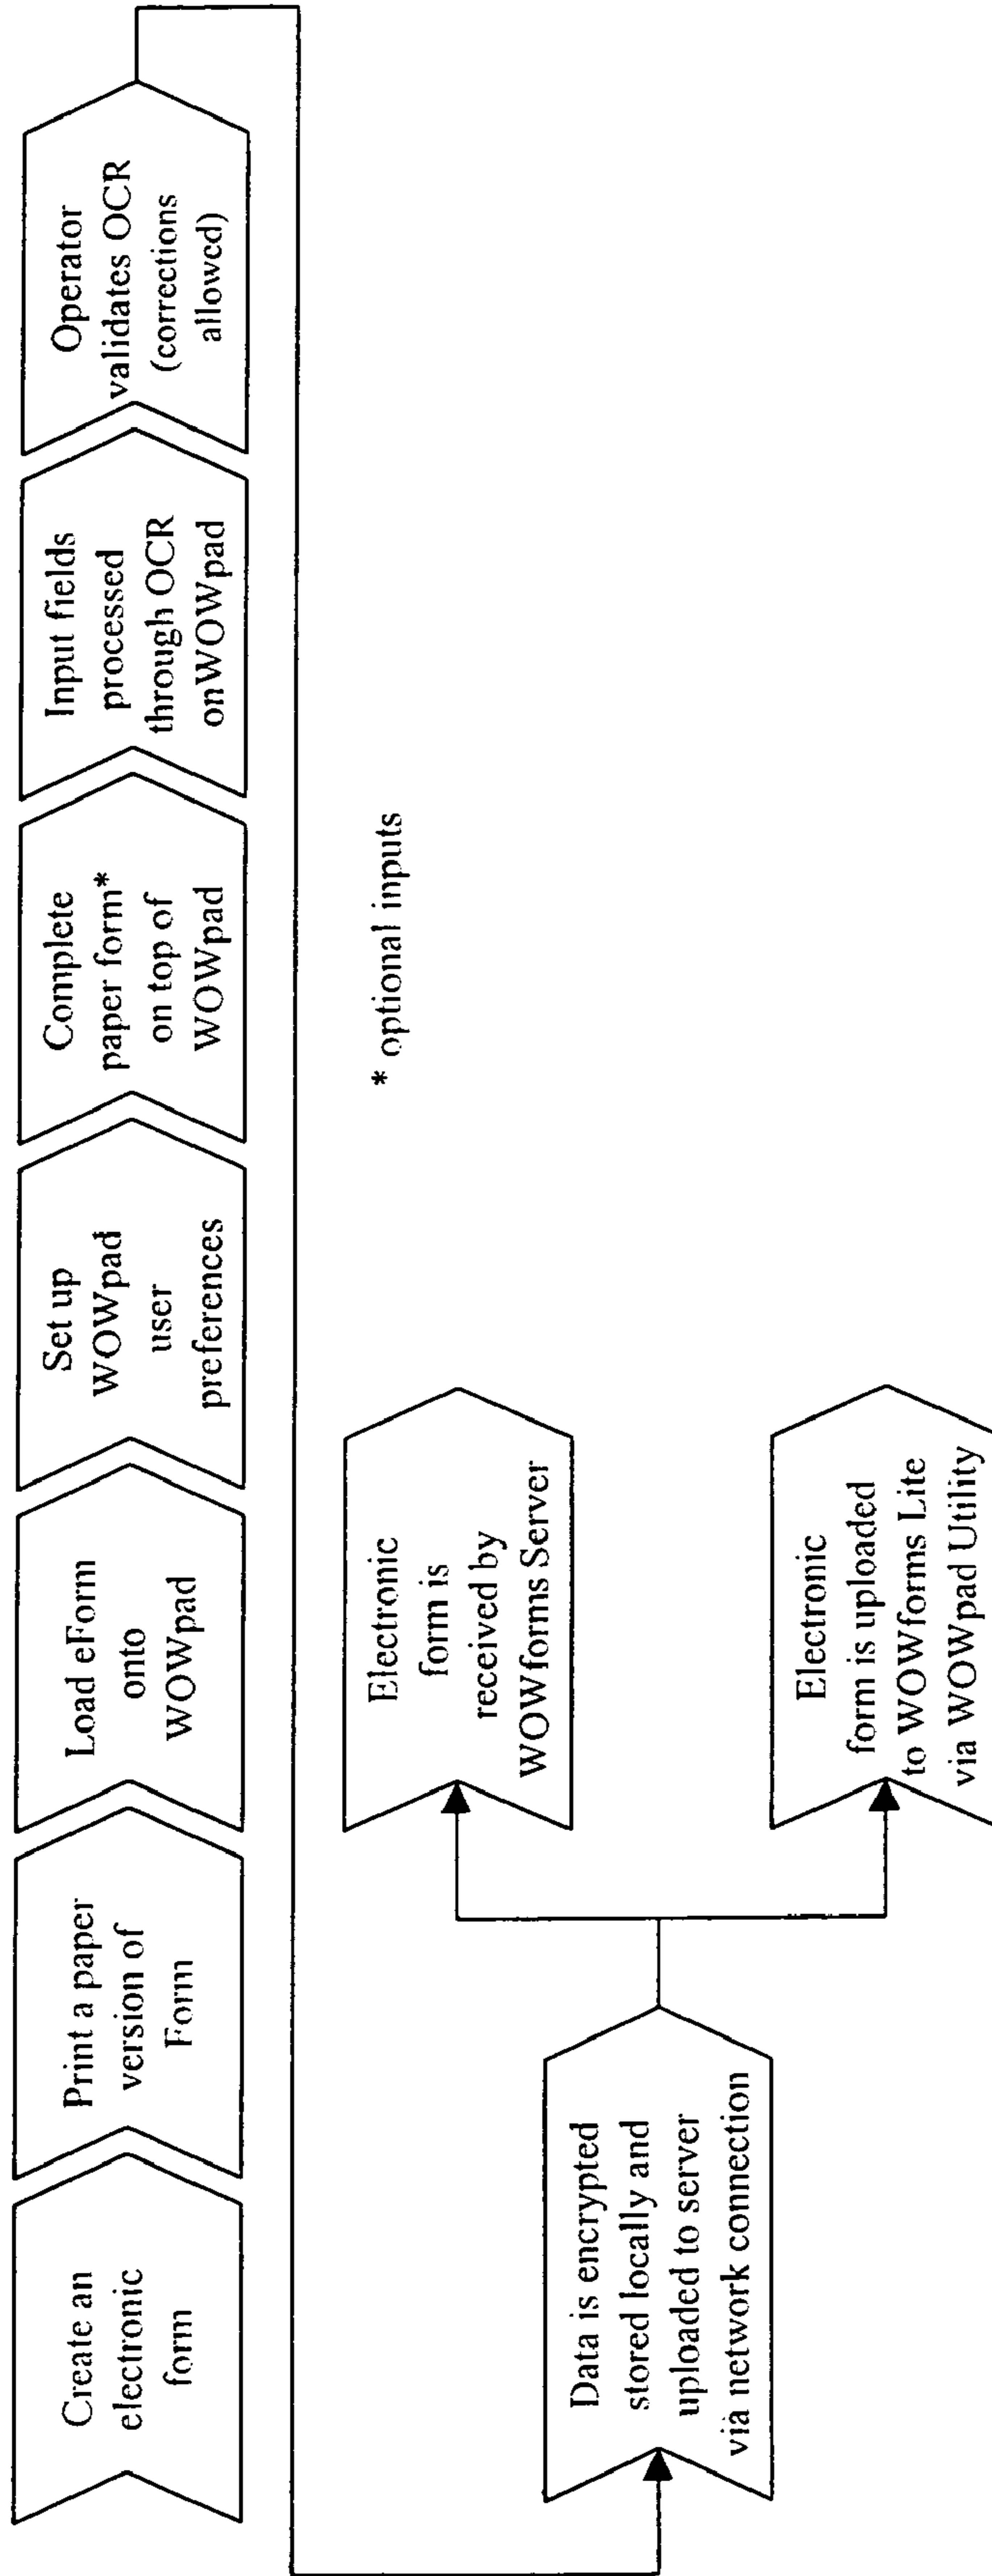 Create an
electronic
form
Print a paper
version of
Form
Load eForm
onto
WOWpad
Set up
WOWpad
user
preferences
Complete
paper form*
on top of
WOWpad
Input fields
processed
through OCR
onWOWpad
Operator
validates OCR
(corrections
allowed)
* optional inputs
Data is encrypted
stored locally and
uploaded to server
via network connection
Electronic
form is
received by
WOWforms Server
Electronic
form is uploaded
to WOWforms Lite
via WOWpad Utility